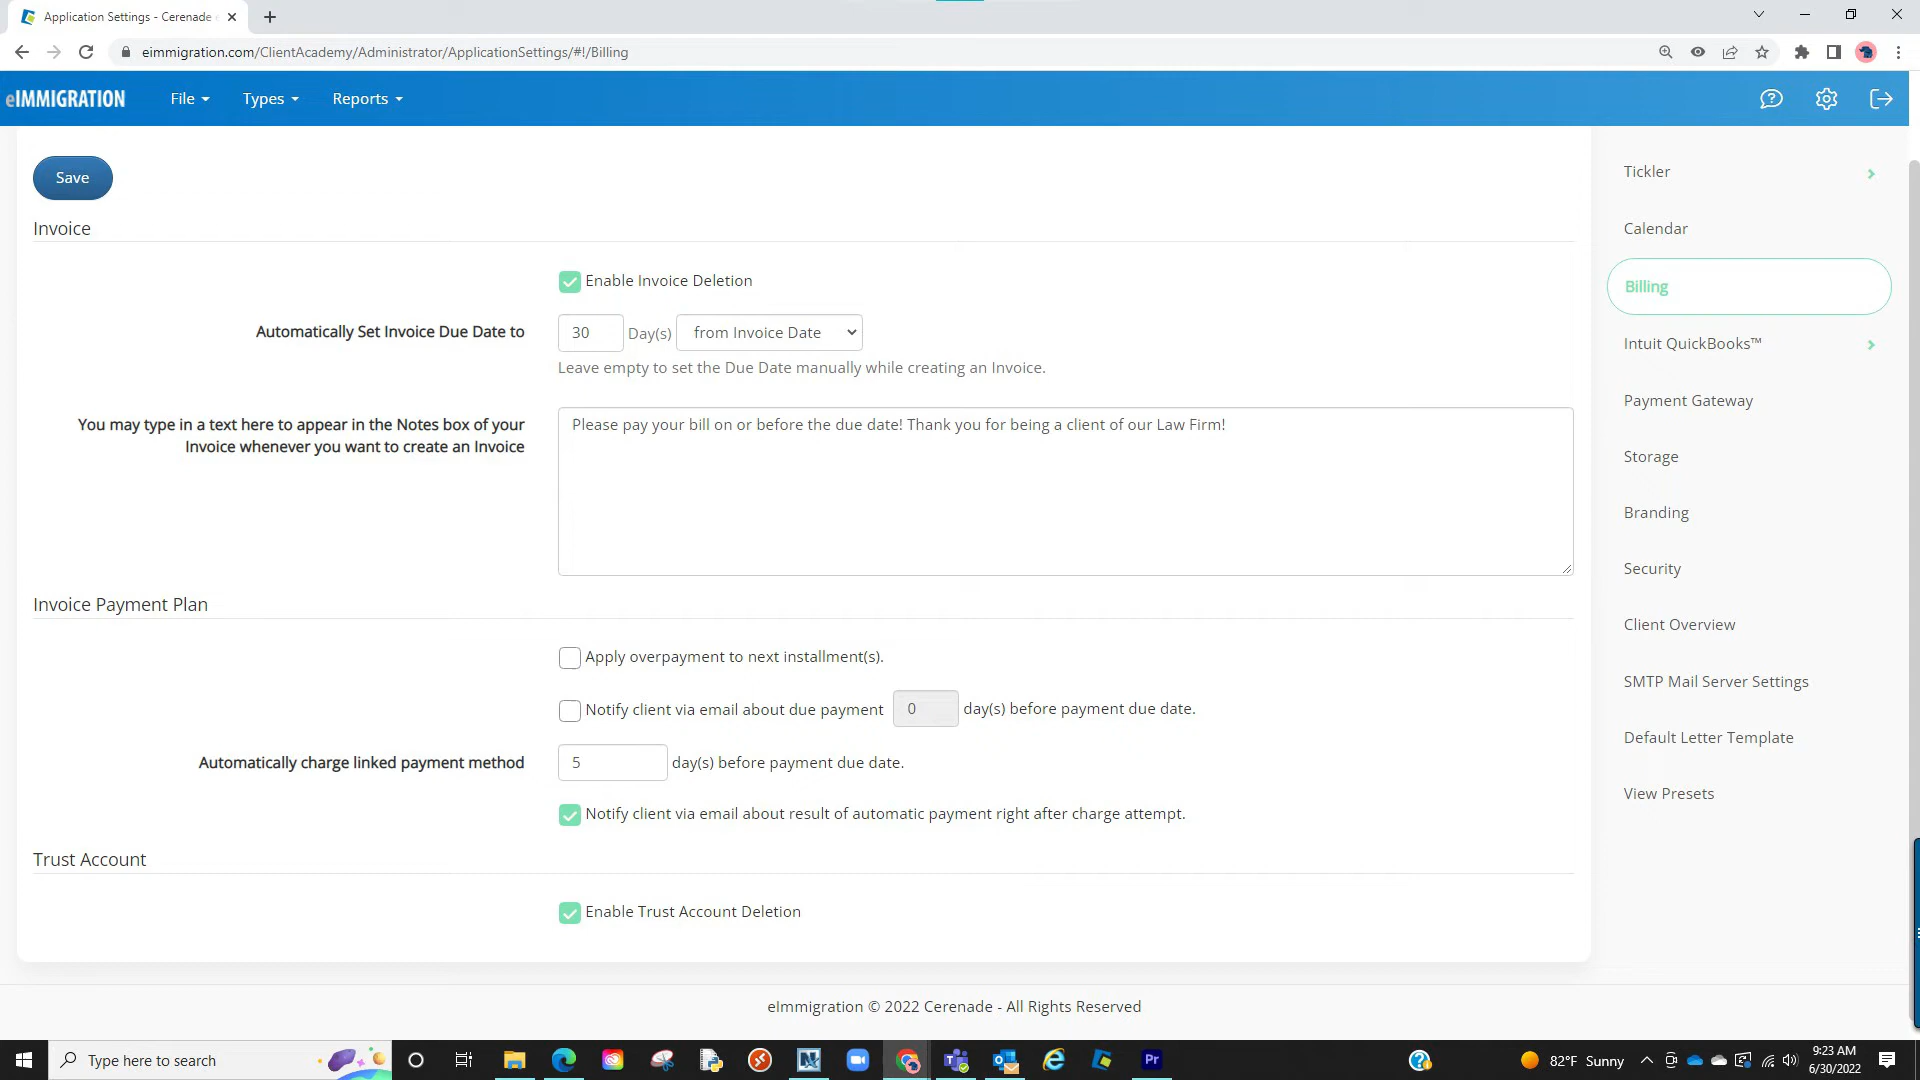 Application Settings - Cerenade
eimmigration.com/ClientAcademy/Administrator/ApplicationSettings/#!/Billing
eIMMIGRATION
File
Types
Reports
Save
Invoice
Enable Invoice Deletion
Automatically Set Invoice Due Date to
30
Day(s)
from Invoice Date
Leave empty to set the Due Date manually while creating an Invoice.
You may type in a text here to appear in the Notes box of your
Invoice whenever you want to create an Invoice
Please pay your bill on or before the due date! Thank you for being a client of our Law Firm!
Invoice Payment Plan
Apply overpayment to next installment(s).
Notify client via email about due payment 0 day(s) before payment due date.
Automatically charge linked payment method
5 day(s) before payment due date.
Notify client via email about result of automatic payment right after charge attempt.
Trust Account
Enable Trust Account Deletion
Tickler
Calendar
Billing
Intuit QuickBooks™
Payment Gateway
Storage
Branding
Security
Client Overview
SMTP Mail Server Settings
Default Letter Template
View Presets
eImmigration © 2022 Cerenade - All Rights Reserved
Type here to search
Pr
82°F Sunny
9:23 AM
6/30/2022